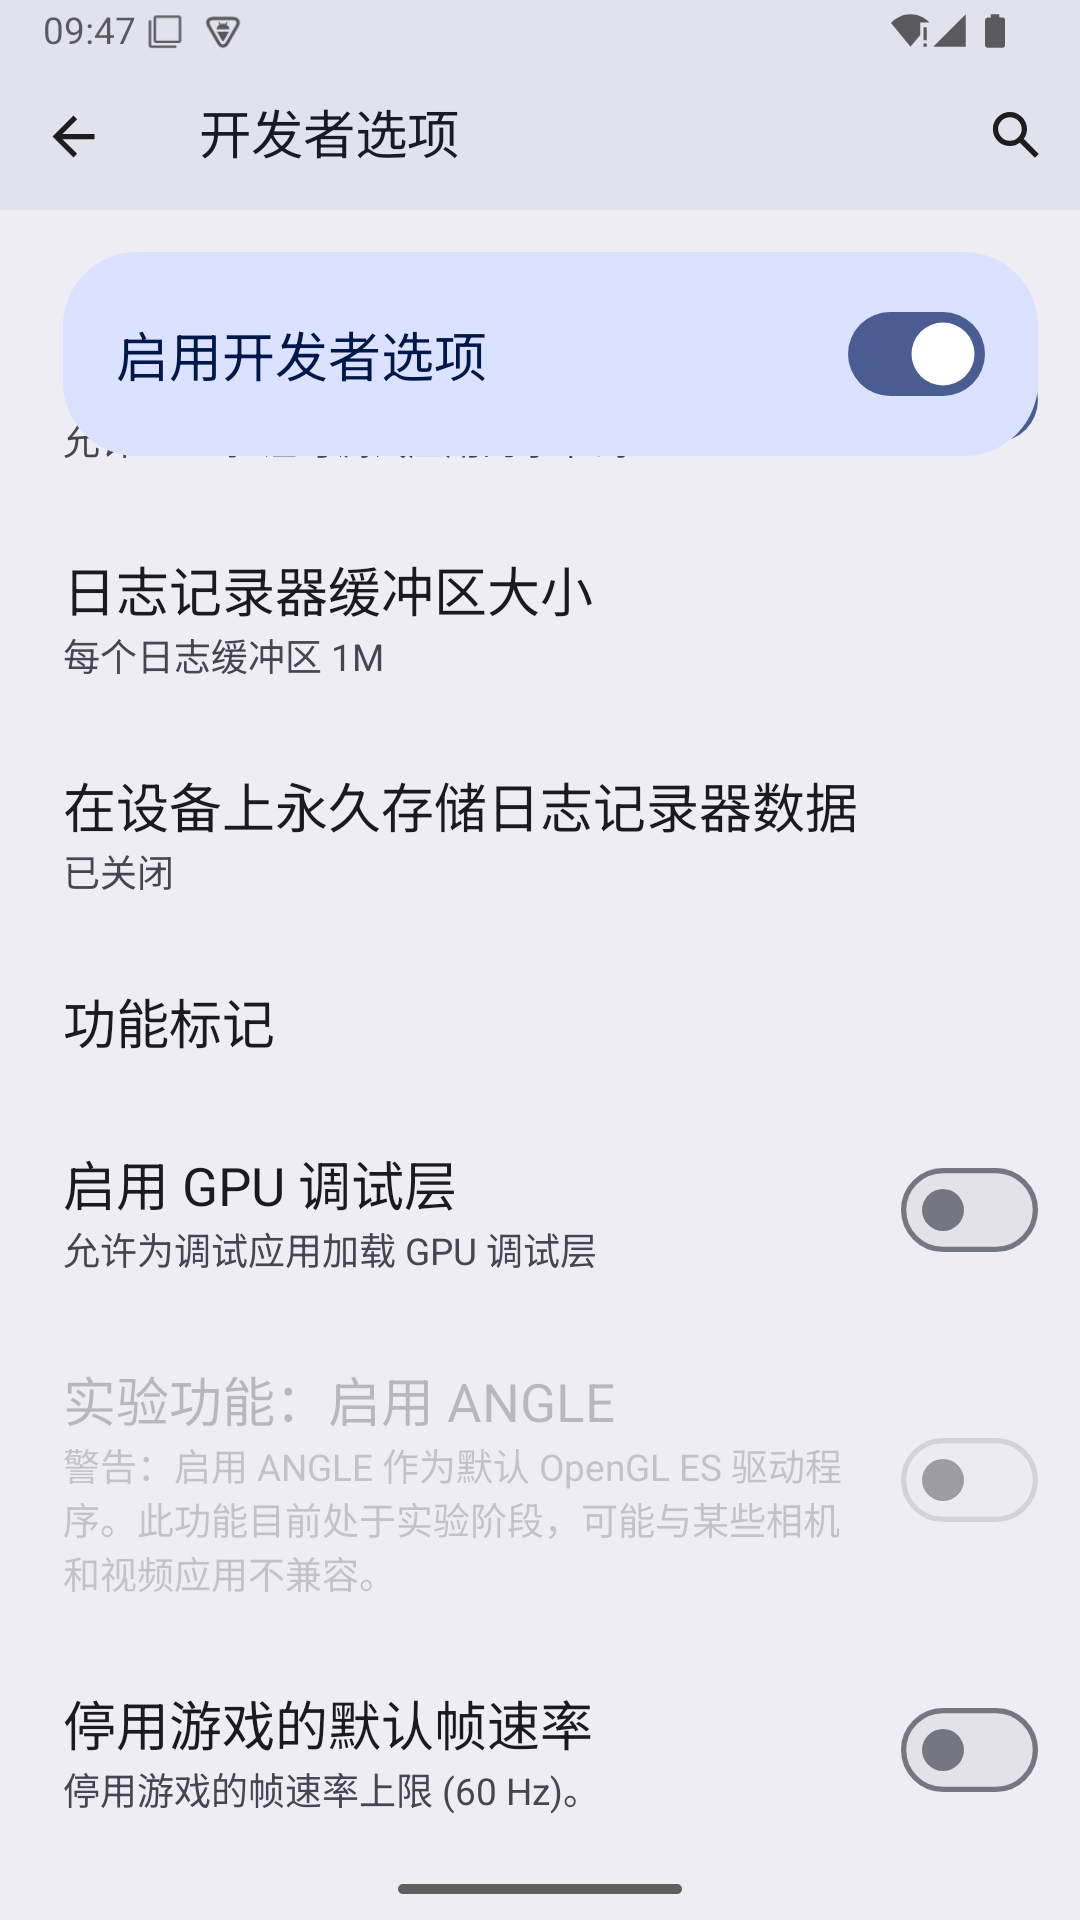 09:47
开发者选项
启用开发者选项
日志记录器缓冲区大小
每个日志缓冲区 1M
在设备上永久存储日志记录器数据
已关闭
功能标记
启用 GPU 调试层
允许为调试应用加载 GPU 调试层
实验功能：启用 ANGLE
警告：启用 ANGLE 作为默认 OpenGL ES 驱动程
序。此功能目前处于实验阶段，可能与某些相机
和视频应用不兼容。
停用游戏的默认帧速率
停用游戏的帧速率上限 (60 Hz)。